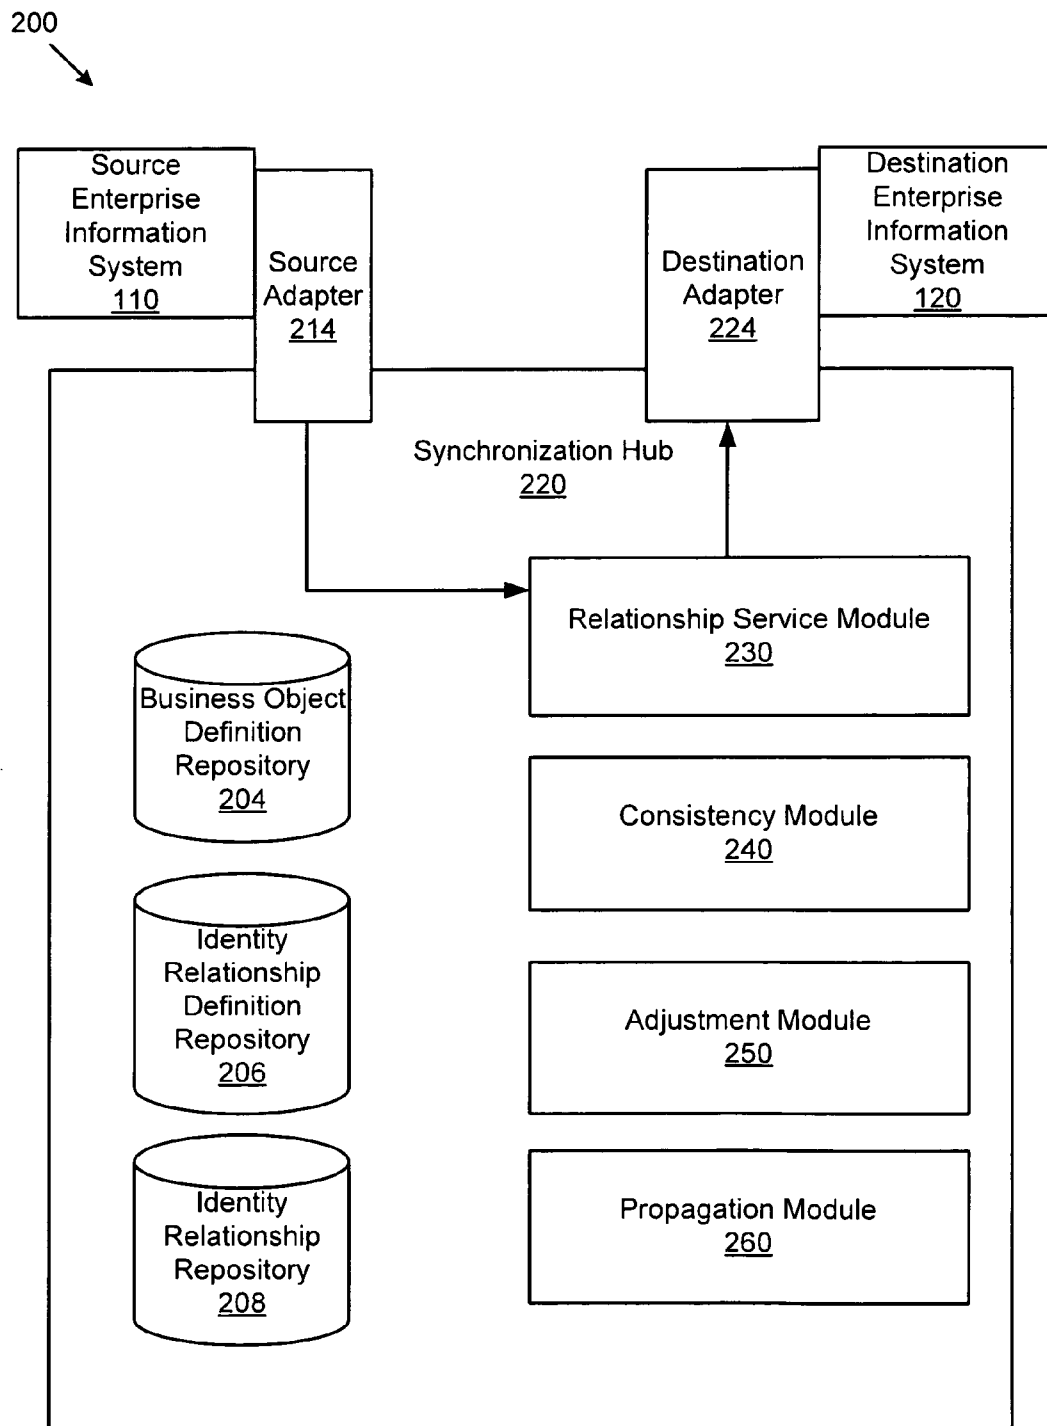 200
Source
Enterprise
Information
System
110
Source
Adapter
214
Destination
Adapter
224
Destination
Enterprise
Information
System
120
Synchronization Hub
220
Relationship Service Module
230
Business Object
Definition
Repository
204
Consistency Module
240
Identity
Relationship
Definition
Repository
206
Adjustment Module
250
Identity
Relationship
Repository
208
Propagation Module
260